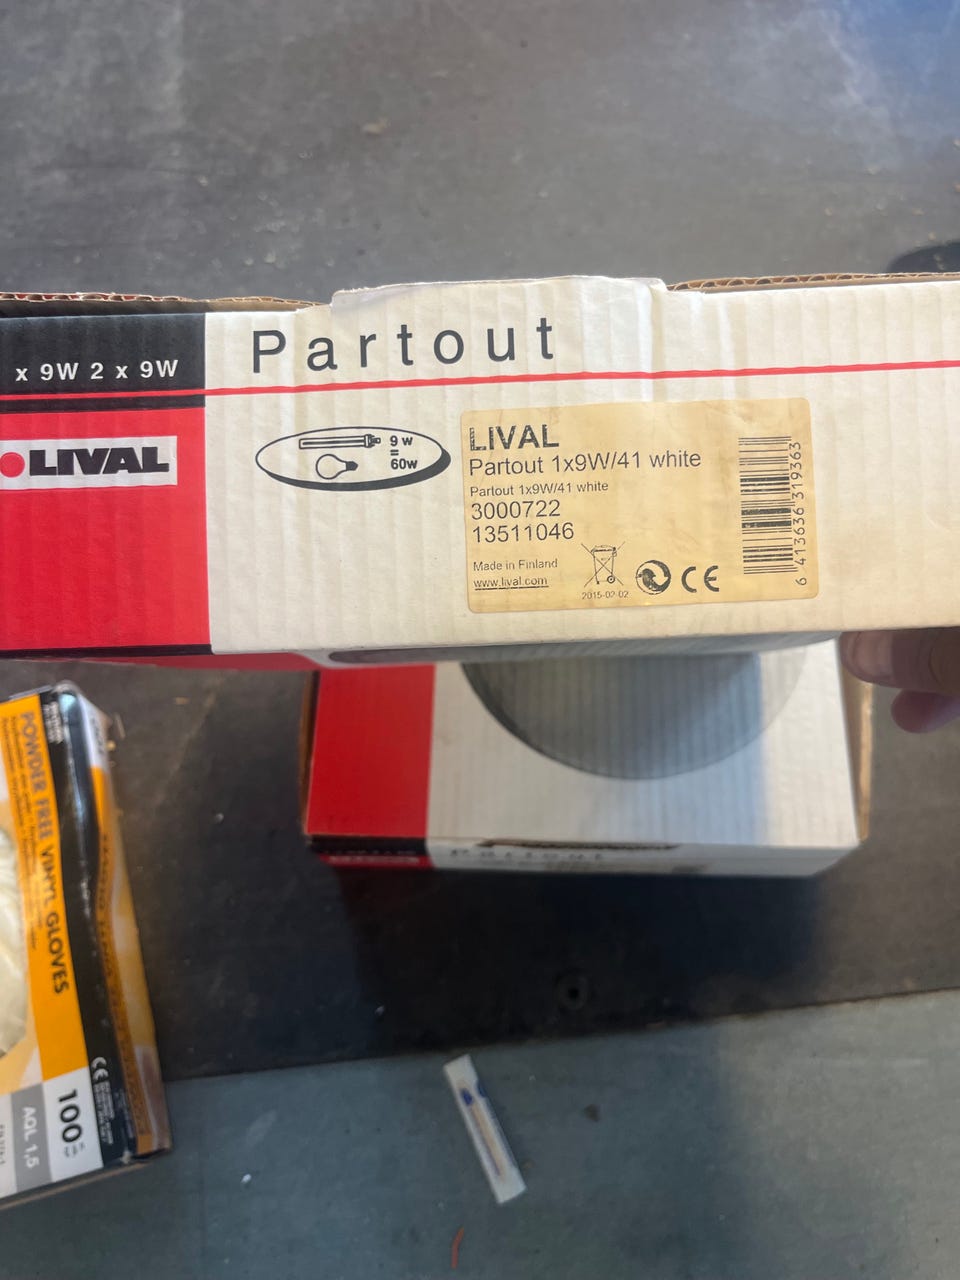 x 9W 2 x 9W
Partout
LIVAL
9 w
=
60w
LIVAL
Partout 1x9W/41 white
Partout 1x9W/41 white
3000722
13511046
Made in Finland
www.lival.com
2015-02-02
CE
6 413636 319363
Partout
POWDER FREE VINYL GLOVES
CE
100
AQL 1,5